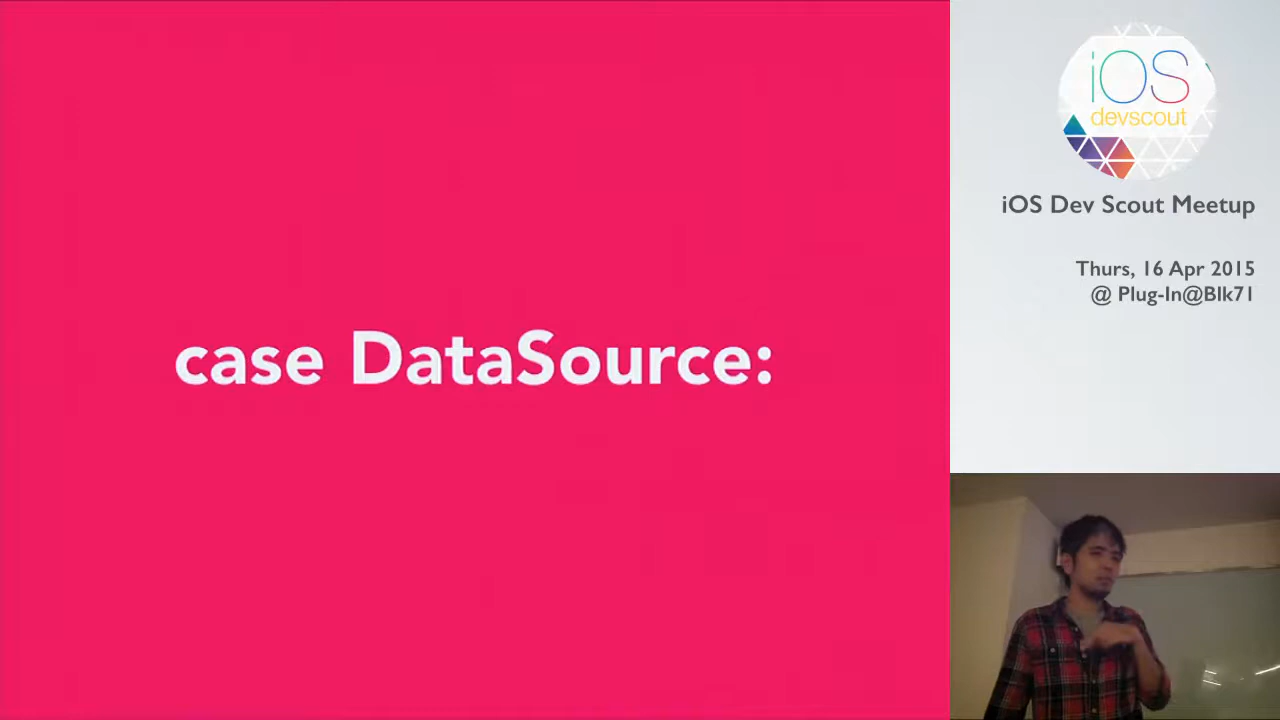 case DataSource:
iOS
devscout
iOS Dev Scout Meetup
Thurs, 16 Apr 2015
@ Plug-In@Blk71